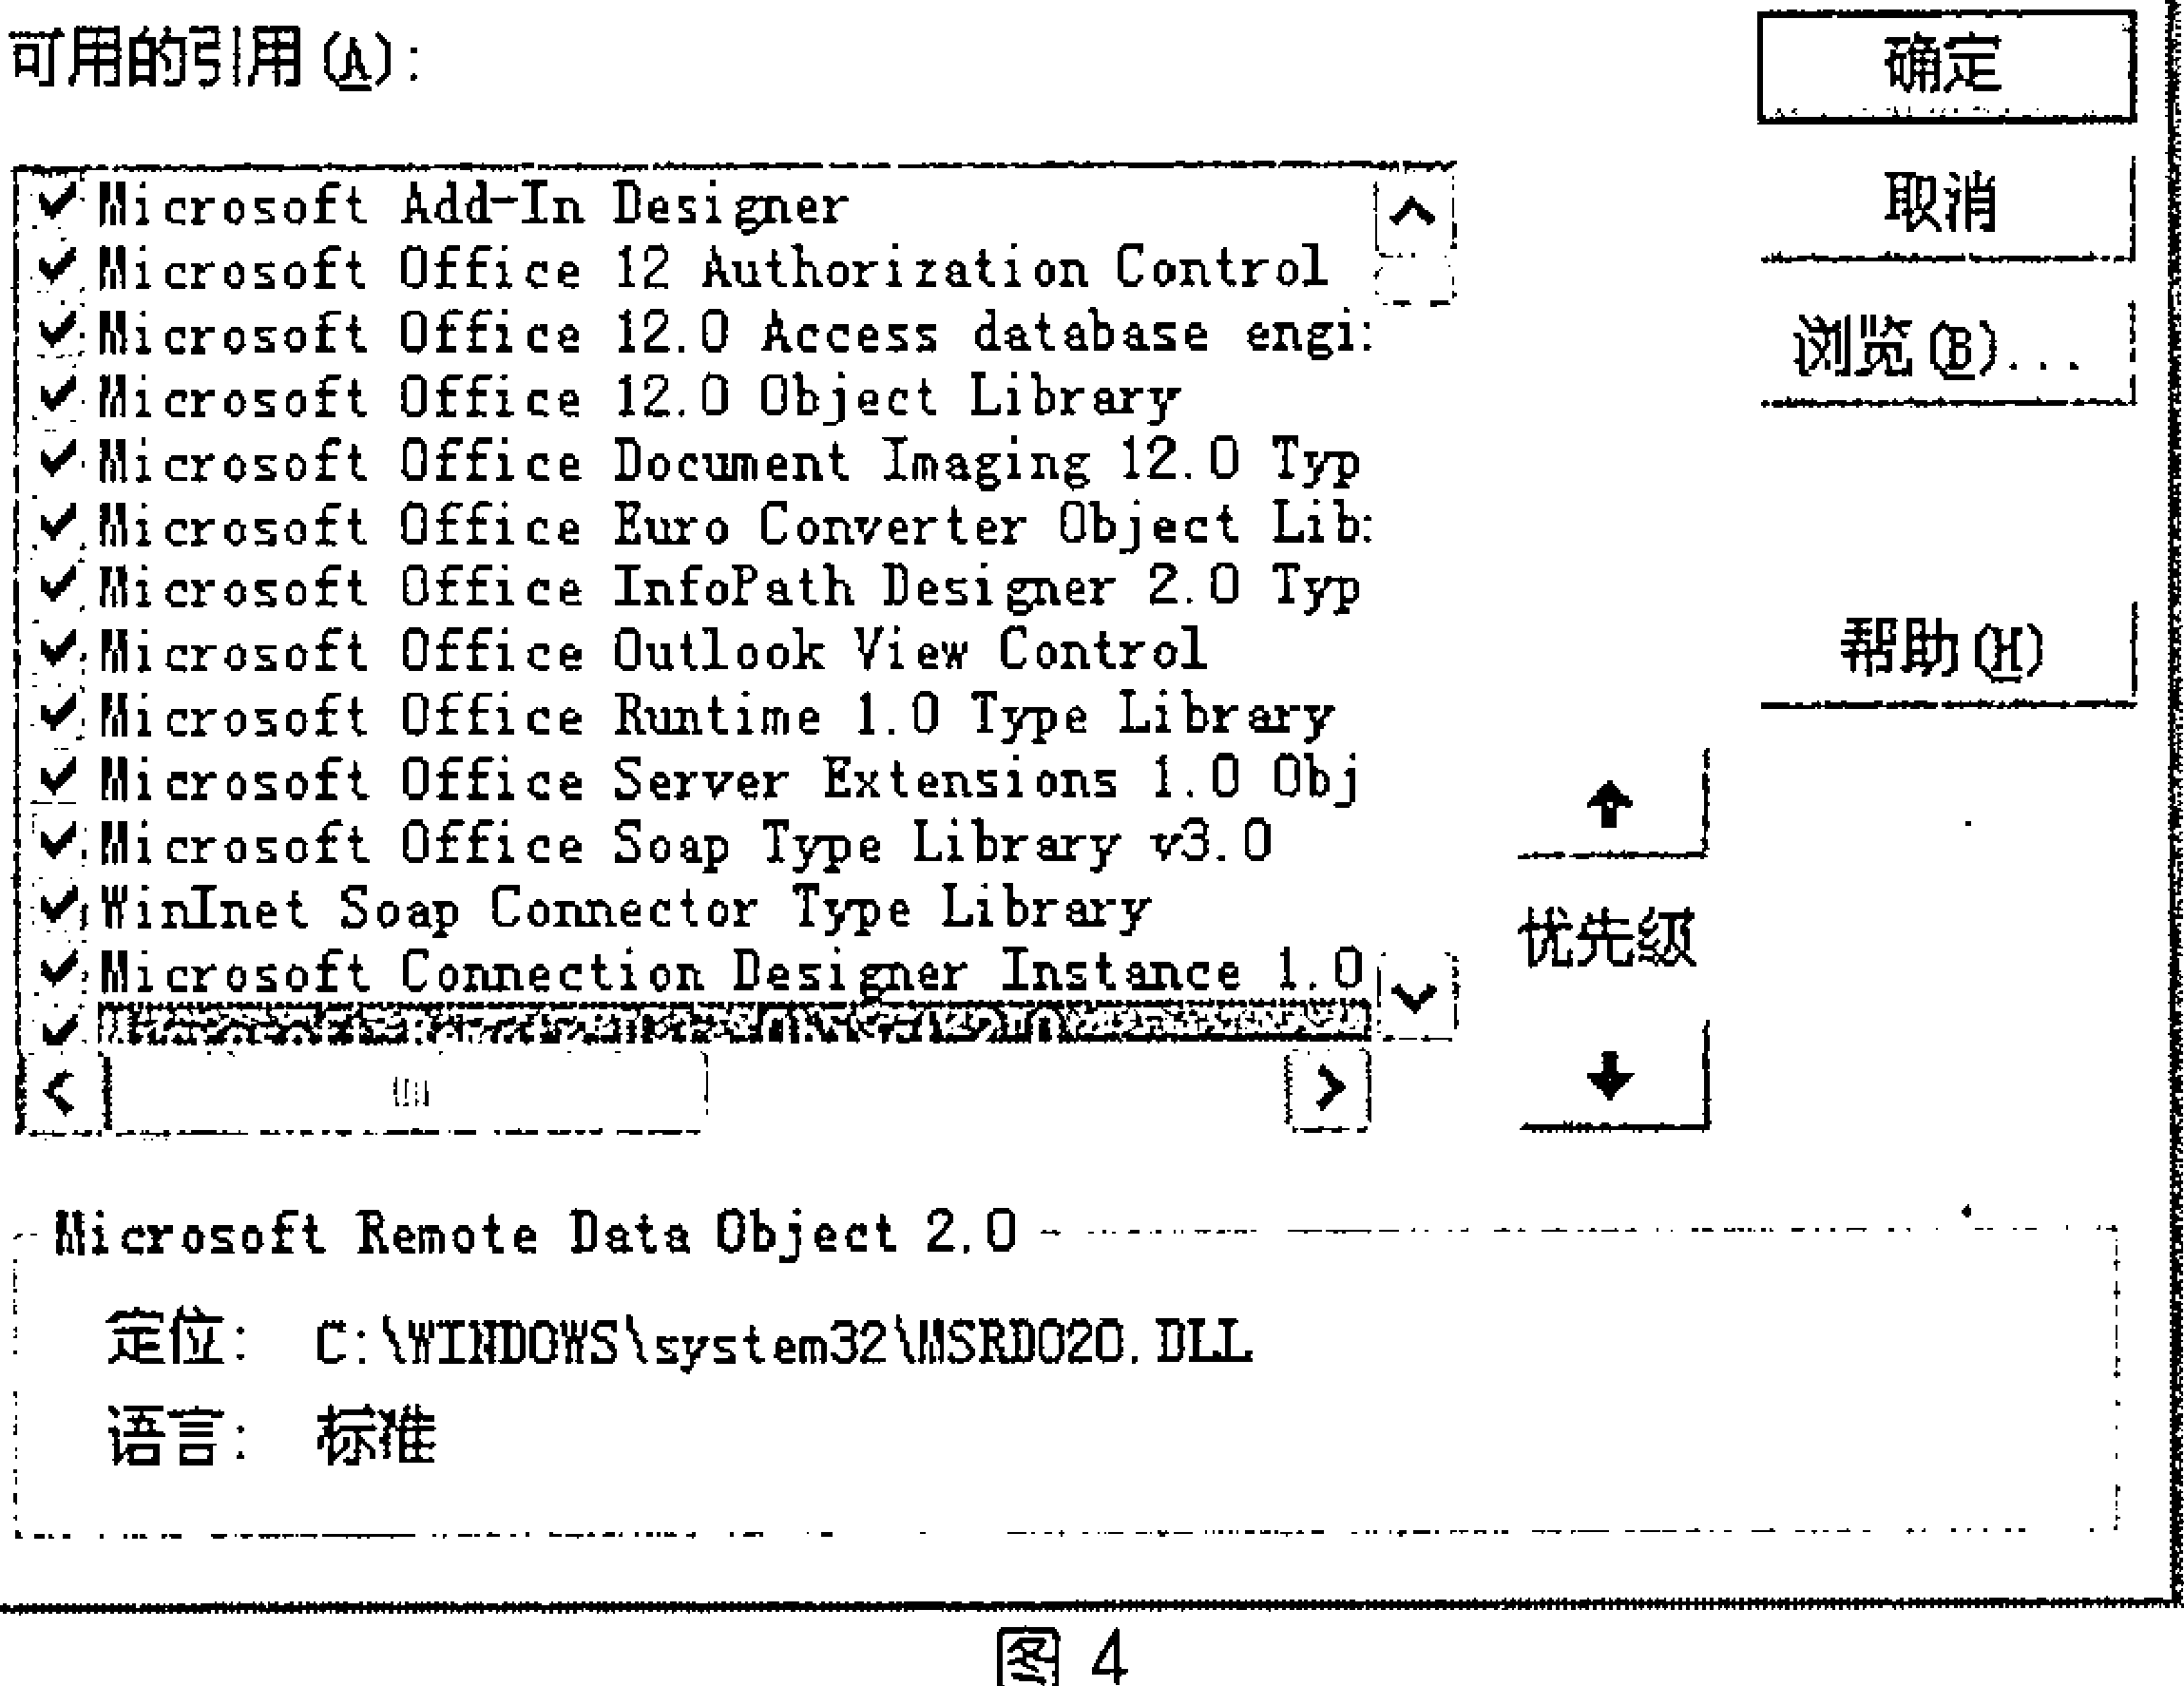 可用的引用(A):
确定
取消
浏览(B)...
帮助(H)
Microsoft Add-In Designer
Microsoft Office 12 Authorization Control
Microsoft Office 12.0 Access database engi
Microsoft Office 12.0 Object Library
Microsoft Office Document Imaging 12.0 Typ
Microsoft Office Euro Converter Object Lib
Microsoft Office InfoPath Designer 2.0 Typ
Microsoft Office Outlook View Control
Microsoft Office Runtime 1.0 Type Library
Microsoft Office Server Extensions 1.0 Obj
Microsoft Office Soap Type Library v3.0
WinInet Soap Connector Type Library
Microsoft Connection Designer Instance 1.0
优先级
Microsoft Remote Data Object 2.0
定位: C:\WINDOWS\system32\MSRDO20.DLL
语言: 标准
图 4